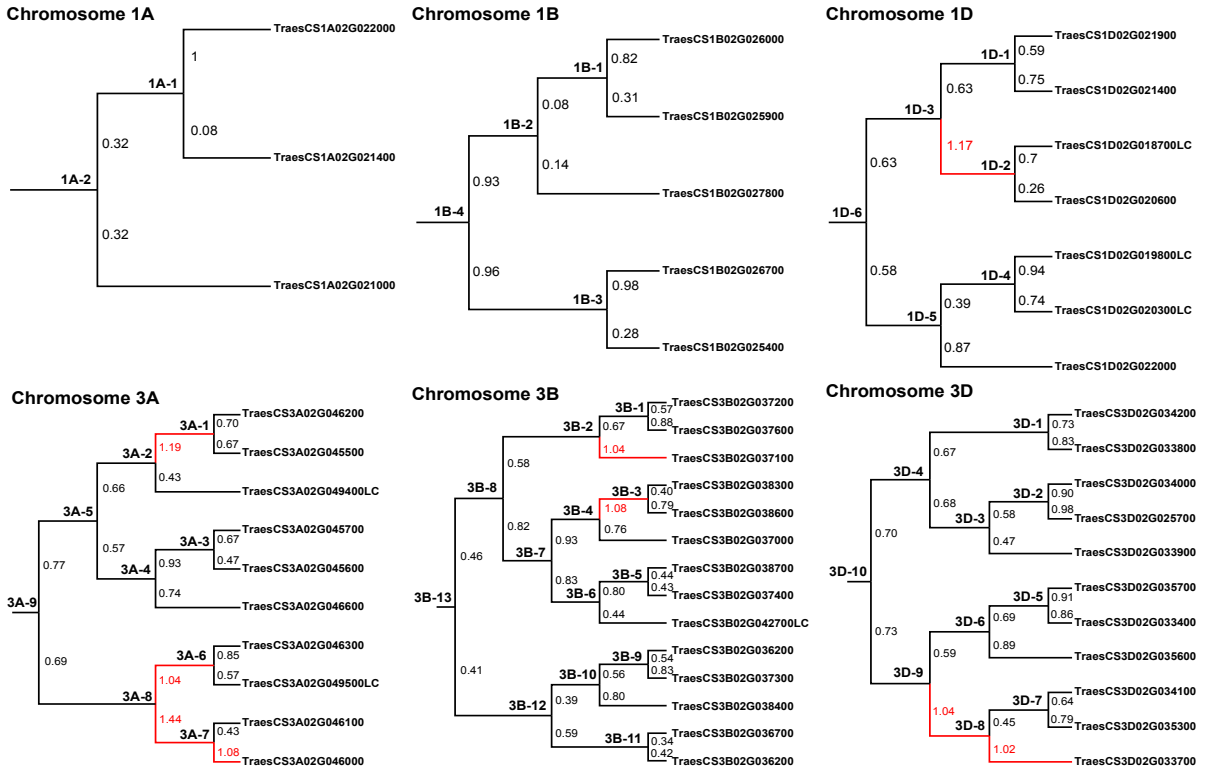 Chromosome 1A
TraesCS1A02G022000
1
1A-1
0.32
0.08
TraesCS1A02G021400
1A-2
0.32
TraesCS1A02G021000
Chromosome 1B
TraesCS1B02G026000
0.82
1B-1
0.08
0.31
TraesCS1B02G025900
1B-2
0.93
0.14
TraesCS1B02G027800
1B-4
0.96
TraesCS1B02G026700
0.98
1B-3
0.28
TraesCS1B02G025400
Chromosome 1D
TraesCS1D02G021900
0.59
1D-1
0.63
0.75
TraesCS1D02G021400
1D-3
0.63
1.17
TraesCS1D02G018700LC
0.7
1D-2
0.26
TraesCS1D02G020600
1D-6
0.58
TraesCS1D02G019800LC
0.94
1D-4
0.39
0.74
TraesCS1D02G020300LC
1D-5
0.87
TraesCS1D02G022000
Chromosome 3A
TraesCS3A02G046200
0.70
3A-1
1.19
0.67
TraesCS3A02G045500
3A-2
0.66
0.43
TraesCS3A02G049400LC
3A-5
0.77
0.57
TraesCS3A02G045700
0.67
3A-3
0.93
0.47
TraesCS3A02G045600
3A-4
0.74
TraesCS3A02G046600
3A-9
0.69
TraesCS3A02G046300
0.85
3A-6
1.04
0.57
TraesCS3A02G049500LC
3A-8
1.44
TraesCS3A02G046100
0.43
3A-7
1.08
TraesCS3A02G046000
Chromosome 3B
TraesCS3B02G037200
3B-1
0.57
0.88
TraesCS3B02G037600
3B-2
0.67
1.04
TraesCS3B02G037100
0.58
3B-8
TraesCS3B02G038300
3B-3
0.40
0.79
TraesCS3B02G038600
3B-4
1.08
0.76
TraesCS3B02G037000
0.82
0.93
3B-7
0.46
TraesCS3B02G038700
3B-5
0.44
0.43
TraesCS3B02G037400
0.83
3B-6
0.80
0.44
TraesCS3B02G042700LC
3B-13
0.41
TraesCS3B02G036200
3B-9
0.54
0.83
TraesCS3B02G037300
3B-10
0.56
0.80
TraesCS3B02G038400
0.39
3B-12
0.59
TraesCS3B02G036700
3B-11
0.34
0.42
TraesCS3B02G036200
Chromosome 3D
TraesCS3D02G034200
3D-1
0.73
0.83
TraesCS3D02G033800
0.67
3D-4
0.68
TraesCS3D02G034000
3D-2
0.90
0.98
TraesCS3D02G025700
0.58
3D-3
0.47
TraesCS3D02G033900
0.70
3D-10
0.73
TraesCS3D02G035700
3D-5
0.91
0.86
TraesCS3D02G033400
3D-6
0.69
0.89
TraesCS3D02G035600
0.59
3D-9
1.04
TraesCS3D02G034100
3D-7
0.64
0.79
TraesCS3D02G035300
3D-8
0.45
1.02
TraesCS3D02G033700